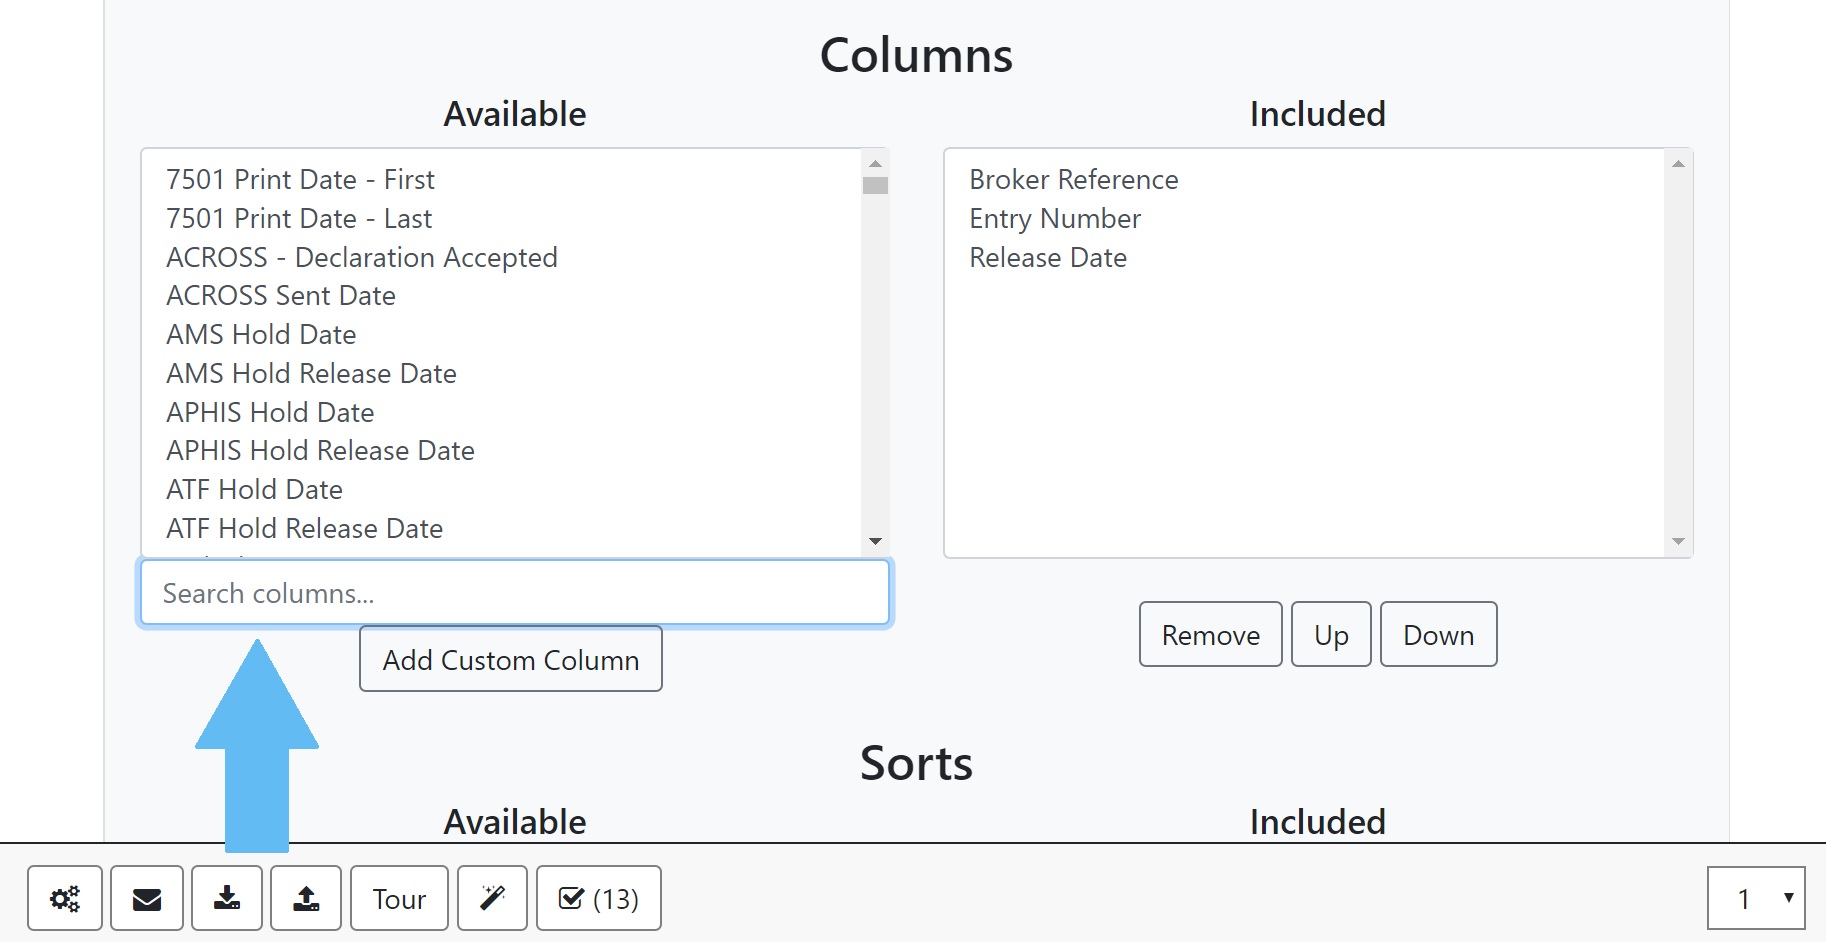 Columns
Available
7501 Print Date - First
7501 Print Date - Last
ACROSS - Declaration Accepted
ACROSS Sent Date
AMS Hold Date
AMS Hold Release Date
APHIS Hold Date
APHIS Hold Release Date
ATF Hold Date
ATF Hold Release Date
Search columns...
Add Custom Column
Included
Broker Reference
Entry Number
Release Date
Remove
Up
Down
Sorts
Available
Included
Tour
(13)
1